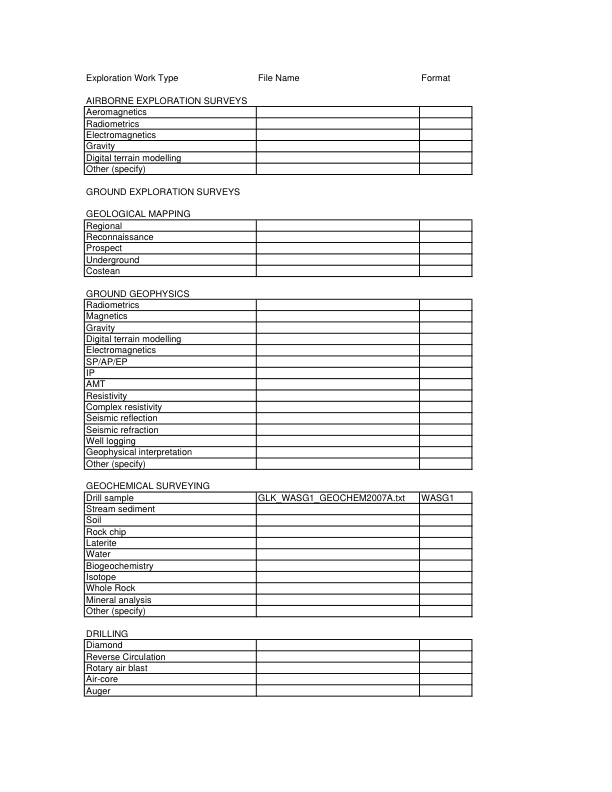 Exploration Work Type File Name Format
AIRBORNE EXPLORATION SURVEYS
Aeromagnetics
Radiometrics
Electromagnetics
Gravity
Digital terrain modelling
Other (specify)
GROUND EXPLORATION SURVEYS
GEOLOGICAL MAPPING
Regional
Reconnaissance
Prospect
Underground
Costean
GROUND GEOPHYSICS
Radiometrics
Magnetics
Gravity
Digital terrain modelling
Electromagnetics
SP/AP/EP
IP
AMT
Resistivity
Complex resistivity
Seismic reflection
Seismic refraction
Well logging
Geophysical interpretation
Other (specify)
GEOCHEMICAL SURVEYING
Drill sample GLK_WASG1_GEOCHEM2007A.txt WASG1
Stream sediment
Soil
Rock chip
Laterite
Water
Biogeochemistry
Isotope
Whole Rock
Mineral analysis
Other (specify)
DRILLING
Diamond
Reverse Circulation
Rotary air blast
Air-core
Auger